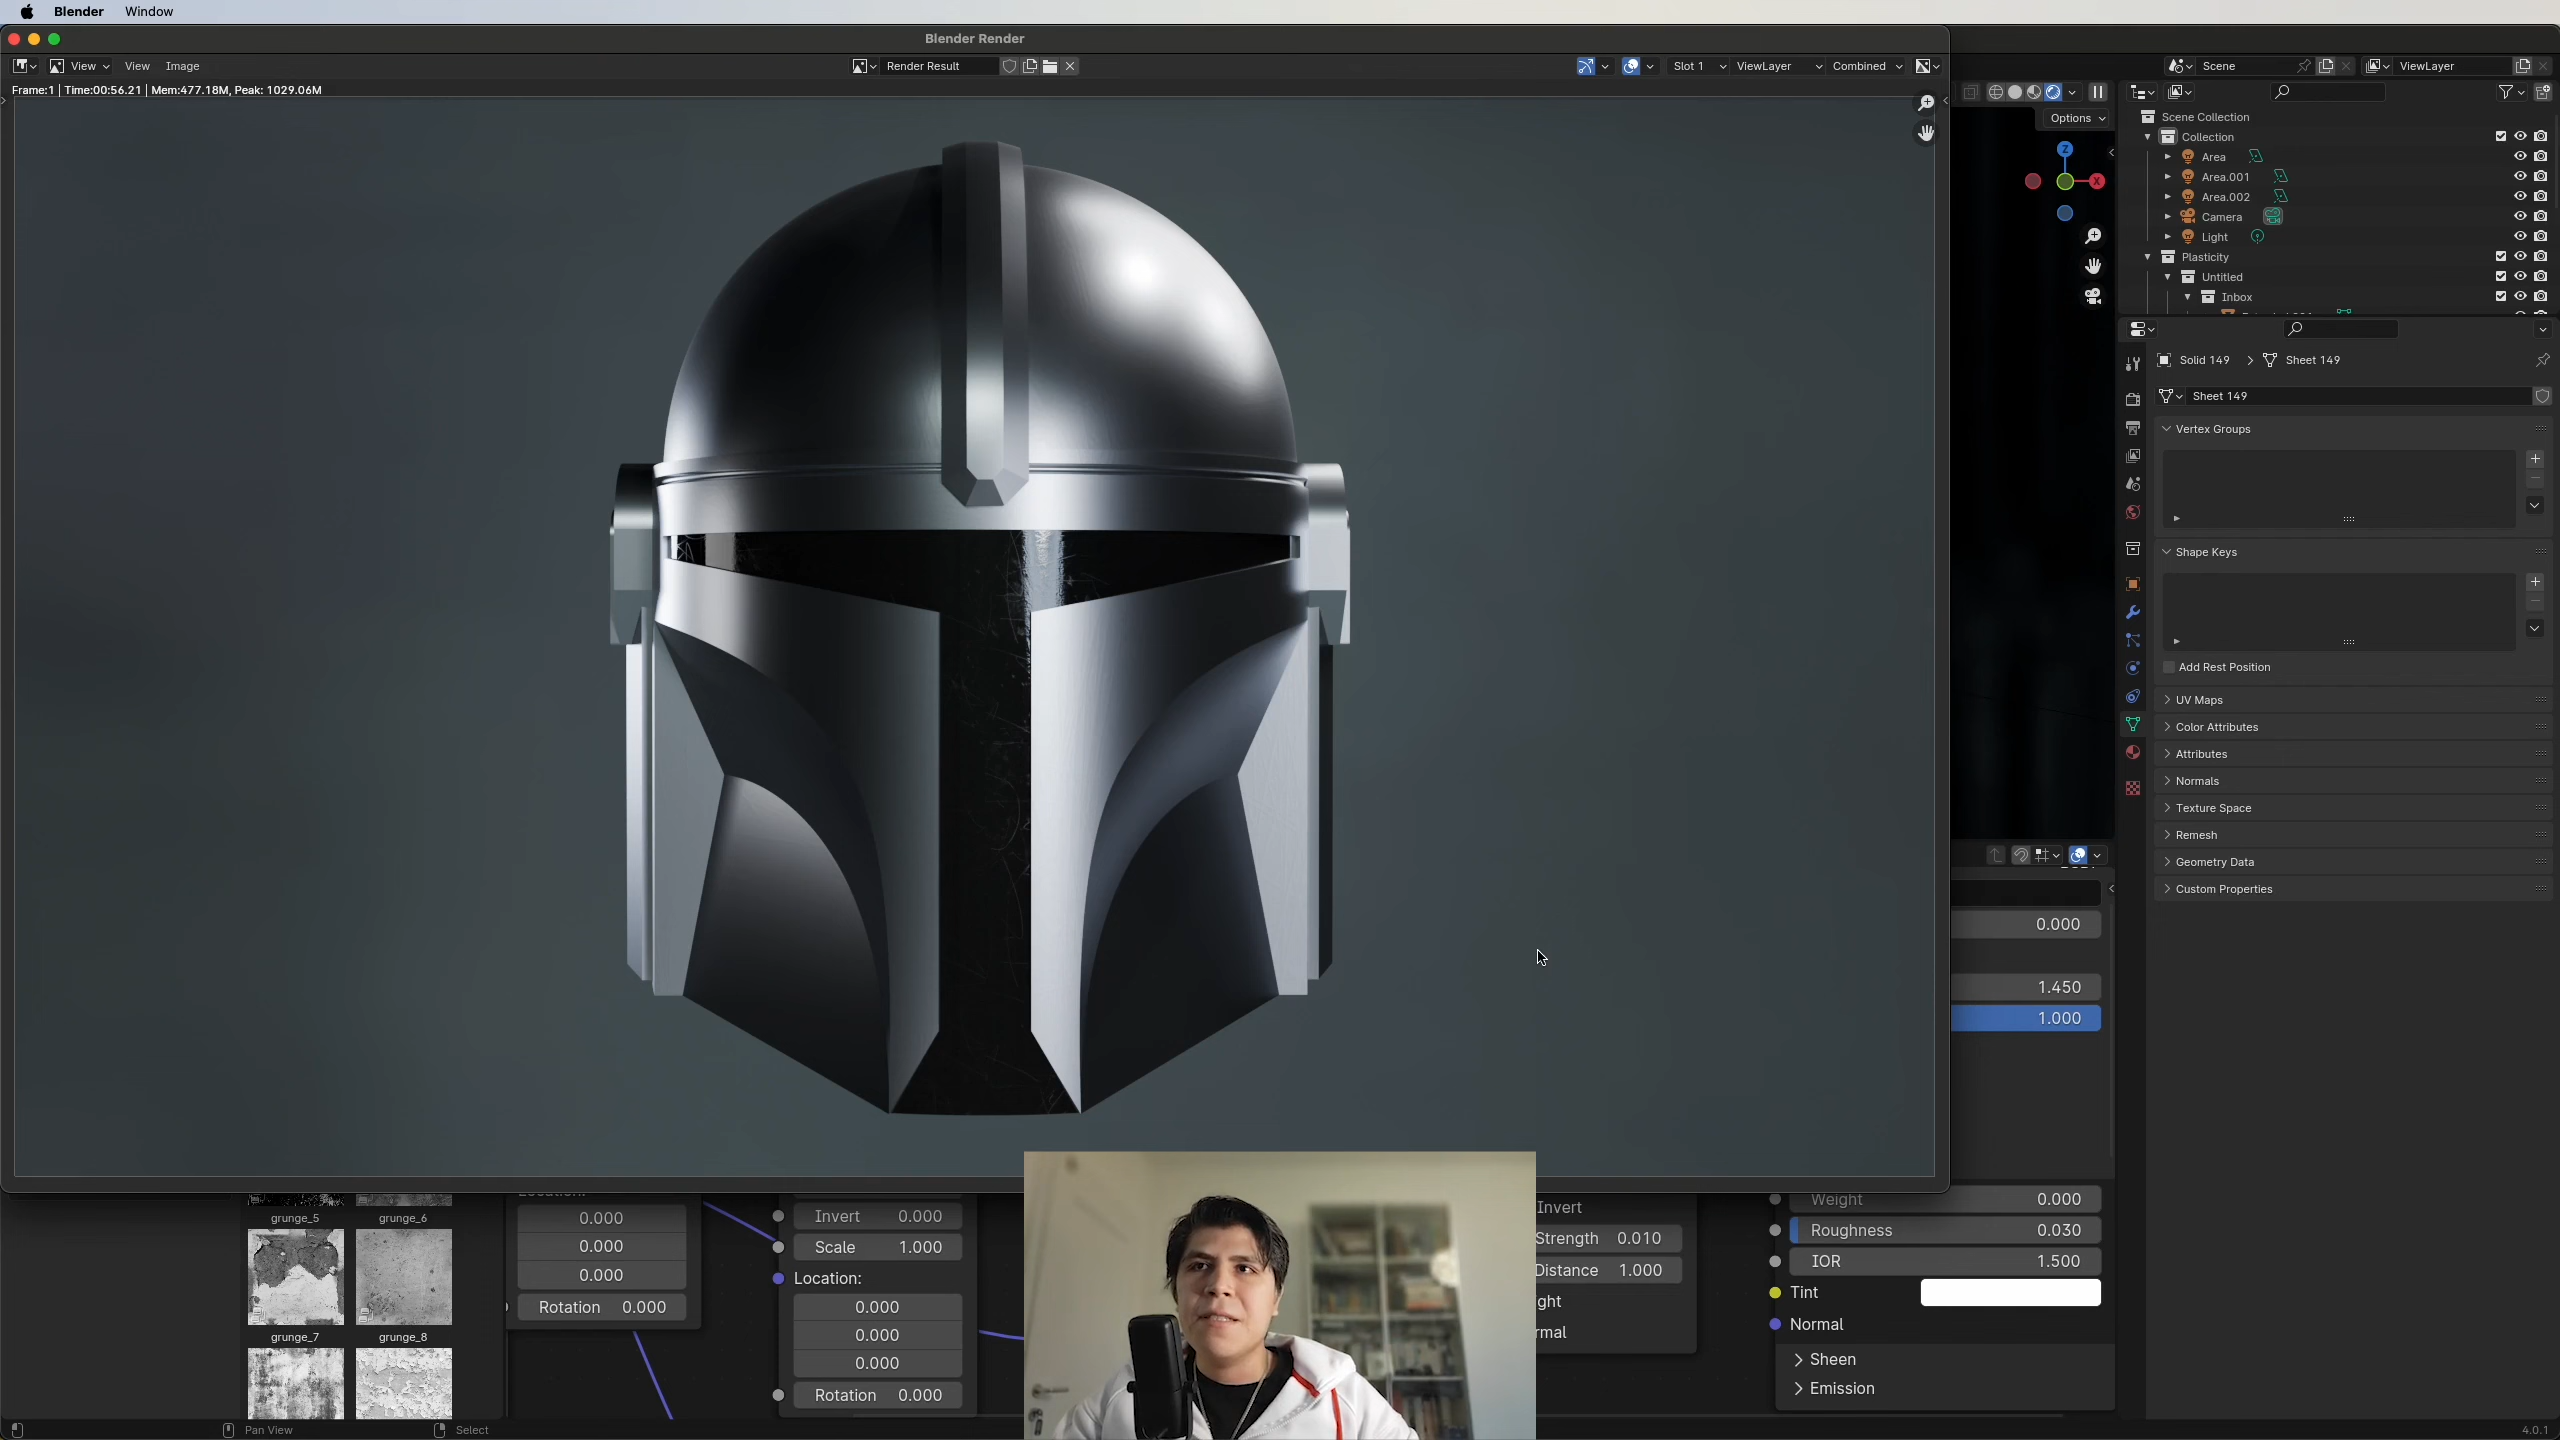 Blender Window
Blender Render
View View Image Render Result Slot 1 ViewLayer Combined
Scene ViewLayer
Frame:1 | Time:00:56.21 | Mem:477.18M, Peak: 1029.06M
Options
Z
X
Scene Collection
Collection
Area
Area.001
Area.002
Camera
Light
Plasticity
Untitled
Inbox
Solid 149 > Sheet 149
Sheet 149
Vertex Groups
Shape Keys
Add Rest Position
UV Maps
Color Attributes
Attributes
Normals
Texture Space
Remesh
Geometry Data
Custom Properties
0.000
1.450
1.000
grunge_5 grunge_6
grunge_7 grunge_8
0.000
0.000
0.000
Rotation 0.000
Invert 0.000
Scale 1.000
Location:
0.000
0.000
0.000
Rotation 0.000
Invert
Strength 0.010
Distance 1.000
Weight 0.000
Roughness 0.030
IOR 1.500
Tint
Normal
Sheen
Emission
Pan View Select 4.0.1